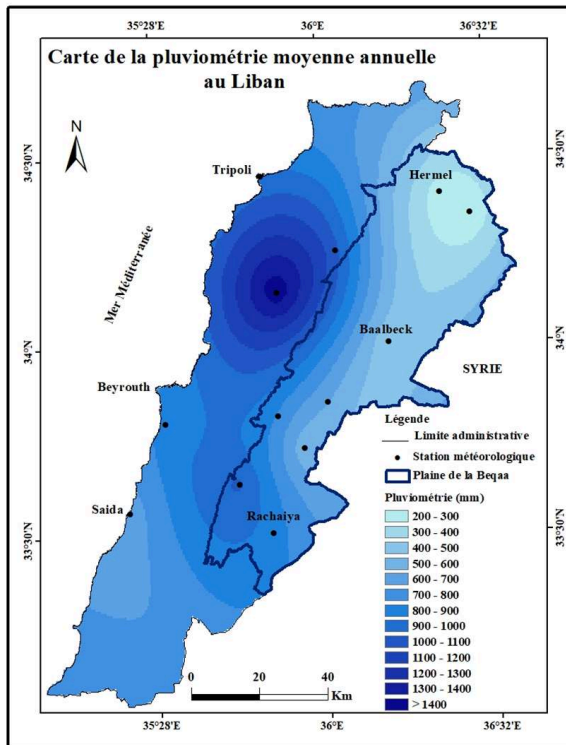 35°28'E 36°0'E 36°32'E
Carte de la pluviométrie moyenne annuelle
au Liban
N
34°30'N
34°30'N
Tripoli
Hermel
Mer Méditerranée
Baalbeck
34°0'N
34°0'N
SYRIE
Beyrouth
Légende
Limite administrative
Station météorologique
Plaine de la Beqaa
Saida
Rachaiya
33°30'N
33°30'N
Pluviométrie (mm)
200 - 300
300 - 400
400 - 500
500 - 600
600 - 700
700 - 800
800 - 900
900 - 1000
1000 - 1100
1100 - 1200
1200 - 1300
1300 - 1400
> 1400
0 20 40
Km
35°28'E 36°0'E 36°32'E